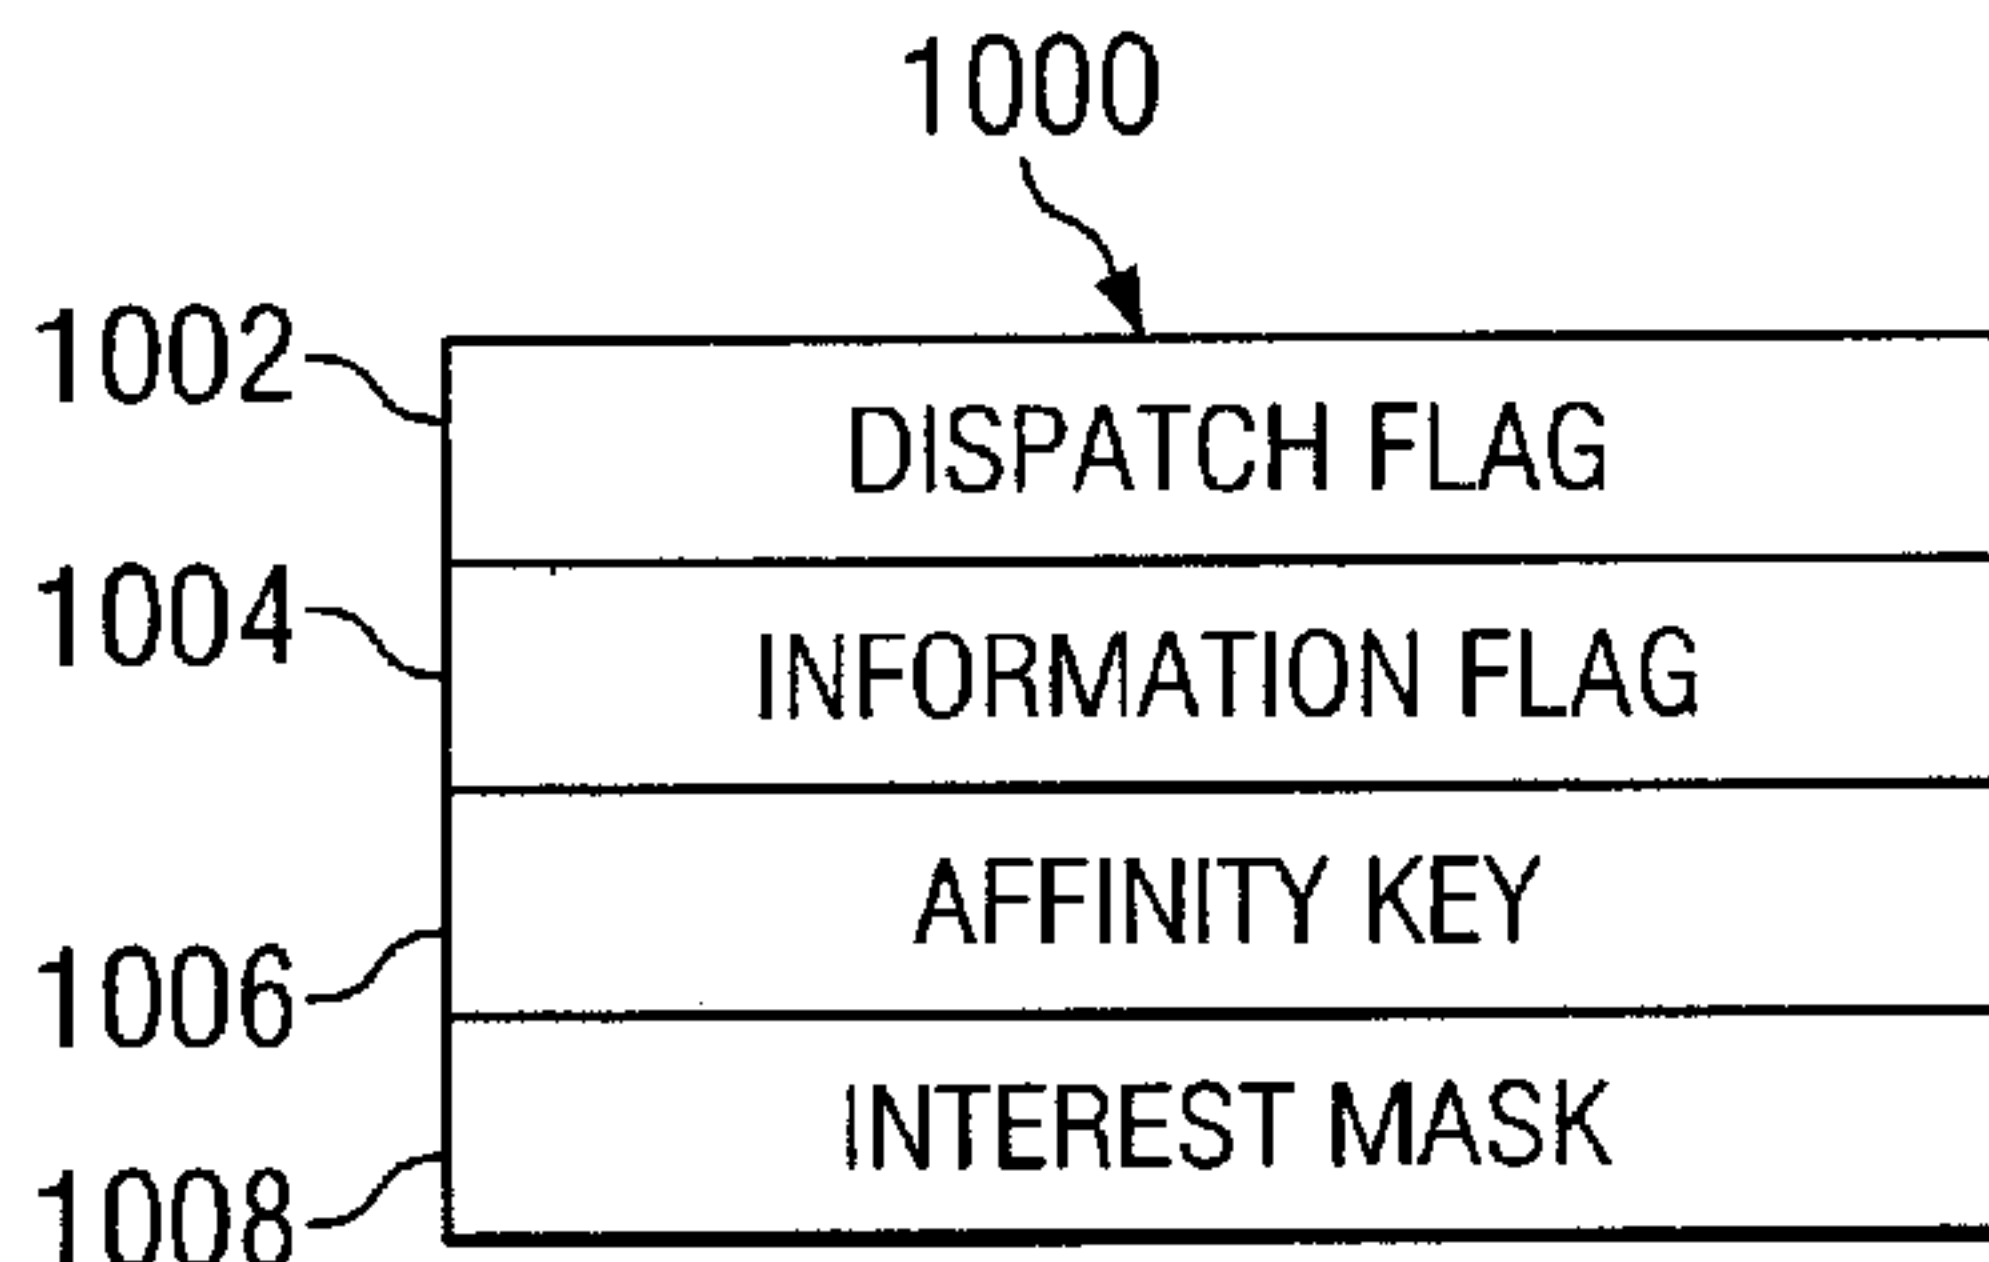 1000
1002
DISPATCH FLAG
1004
INFORMATION FLAG
AFFINITY KEY
1006
INTEREST MASK
1008